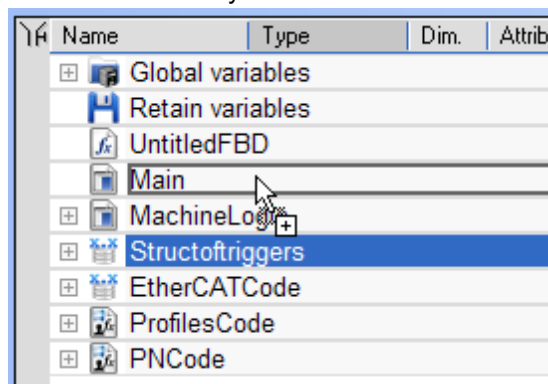 Name Type Dim. Attrib
Global variables
Retain variables
UntitledFBD
Main
MachineLogic
Structoftriggers
EtherCATCode
ProfilesCode
PNCode